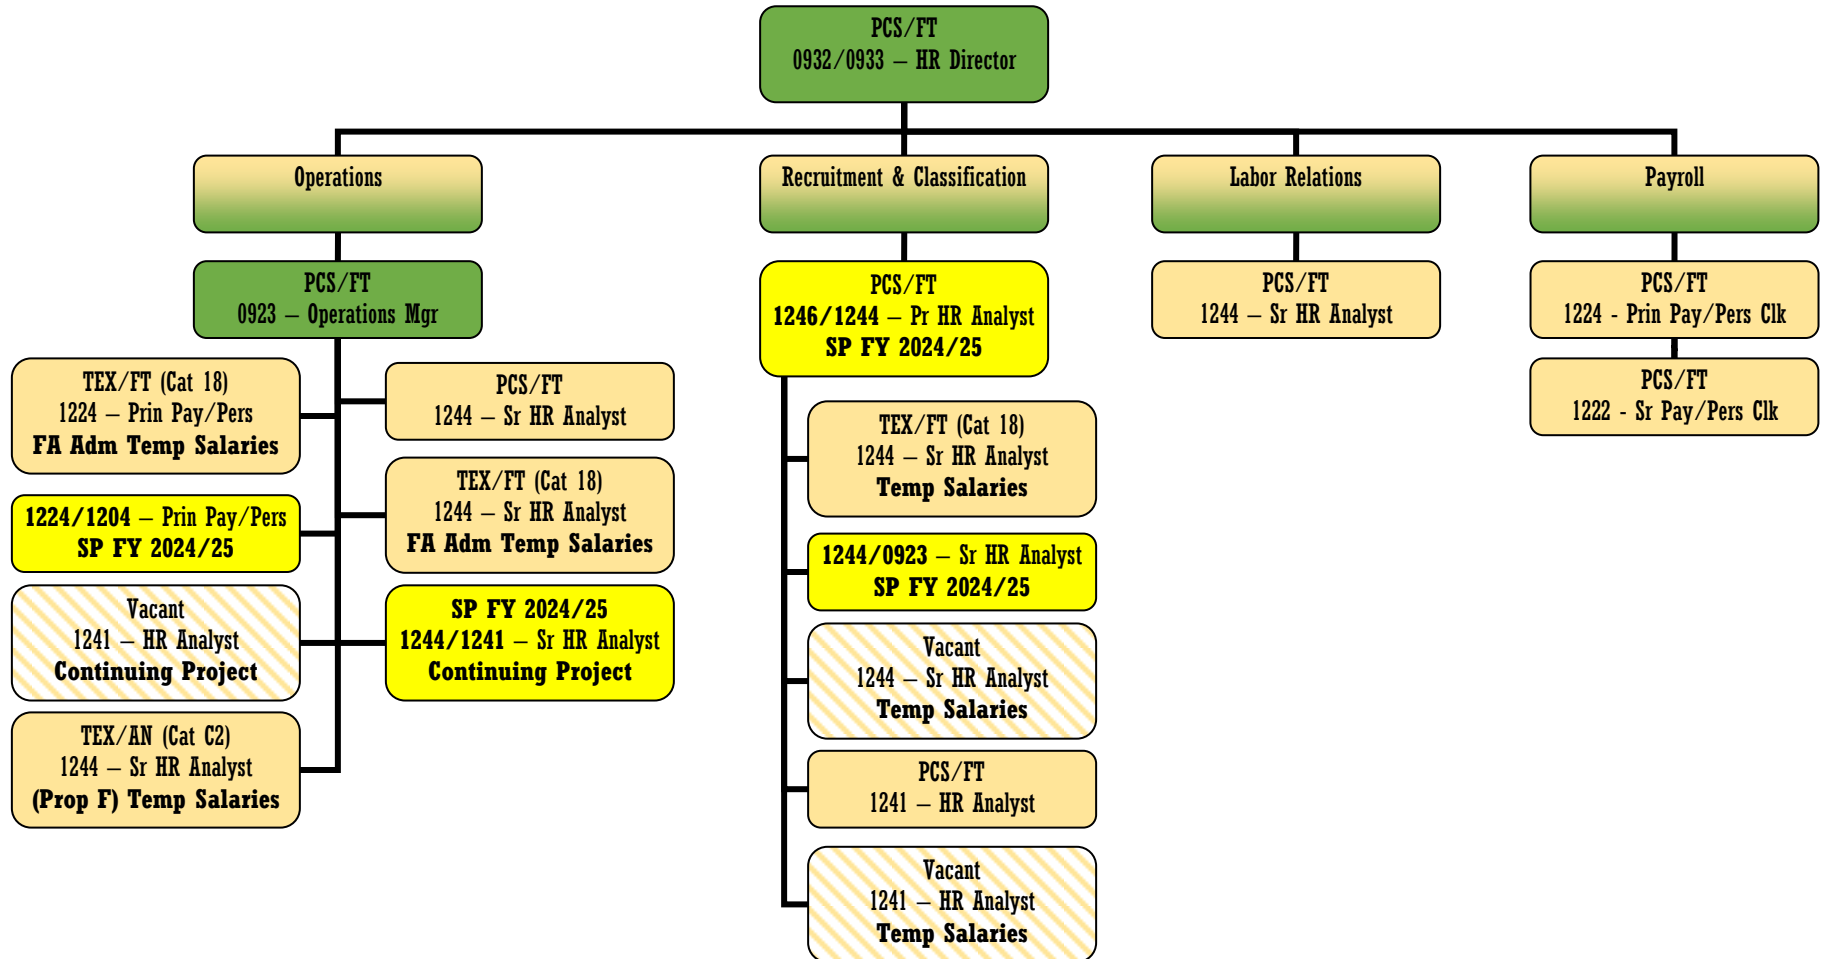 PCS/FT
0932/0933 – HR Director
Operations
Recruitment & Classification
Labor Relations
Payroll
PCS/FT
0923 – Operations Mgr
PCS/FT
1246/1244 – Pr HR Analyst
SP FY 2024/25
PCS/FT
1244 – Sr HR Analyst
PCS/FT
1224 - Prin Pay/Pers Clk
PCS/FT
1222 - Sr Pay/Pers Clk
TEX/FT (Cat 18)
1224 – Prin Pay/Pers
FA Adm Temp Salaries
PCS/FT
1244 – Sr HR Analyst
TEX/FT (Cat 18)
1244 – Sr HR Analyst
FA Adm Temp Salaries
1224/1204 – Prin Pay/Pers
SP FY 2024/25
Vacant
1241 – HR Analyst
Continuing Project
SP FY 2024/25
1244/1241 – Sr HR Analyst
Continuing Project
TEX/AN (Cat C2)
1244 – Sr HR Analyst
(Prop F) Temp Salaries
TEX/FT (Cat 18)
1244 – Sr HR Analyst
Temp Salaries
1244/0923 – Sr HR Analyst
SP FY 2024/25
Vacant
1244 – Sr HR Analyst
Temp Salaries
PCS/FT
1241 – HR Analyst
Vacant
1241 – HR Analyst
Temp Salaries